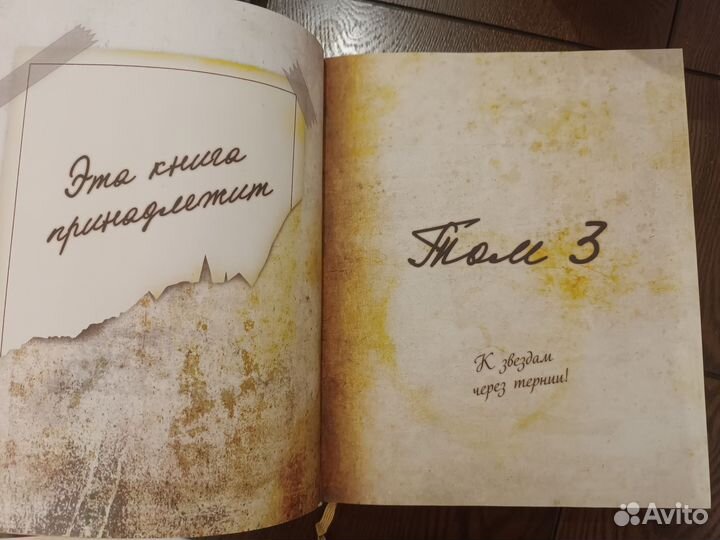 Эта книга
принадлежит
Том 3
К звездам
через тернии!
Avito